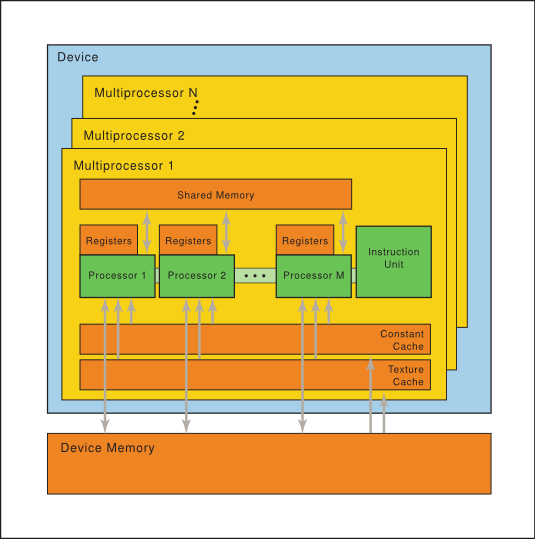 Device
Multiprocessor N
Multiprocessor 2
Multiprocessor 1
Shared Memory
Registers
Registers
Registers
Instruction
Unit
Processor 1
Processor 2
Processor M
Constant
Cache
Texture
Cache
Device Memory